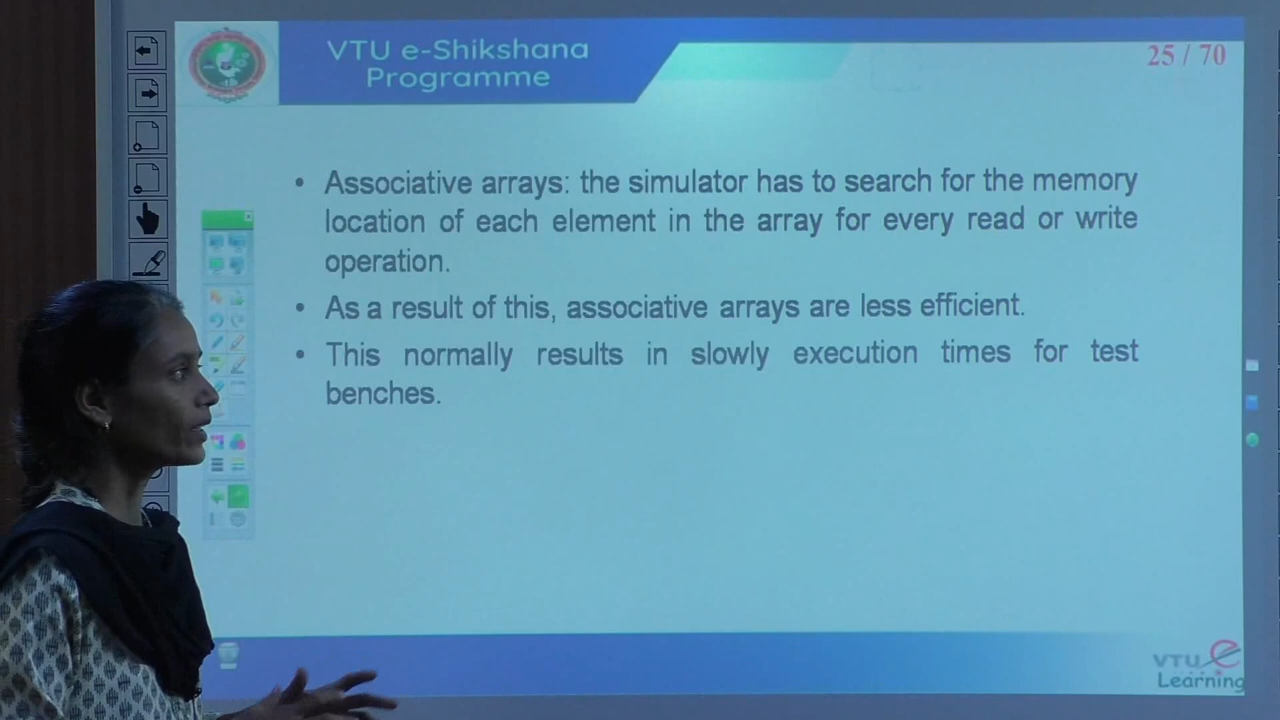 VTU e-Shikshana
Programme
25 / 70
• Associative arrays: the simulator has to search for the memory
location of each element in the array for every read or write
operation.
• As a result of this, associative arrays are less efficient.
• This normally results in slowly execution times for test
benches.
VTU e
Learning